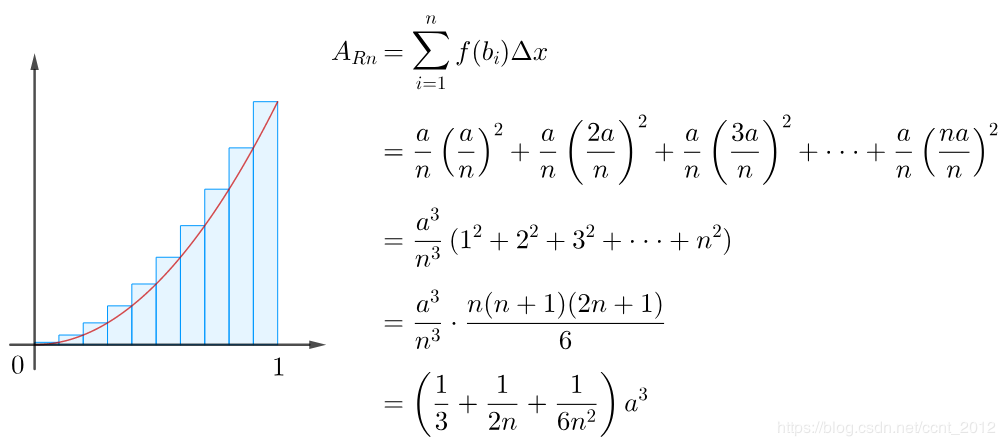 A_{Rn} = \sum_{i=1}^{n} f(b_i)\Delta x
= \frac{a}{n}\left(\frac{a}{n}\right)^2 + \frac{a}{n}\left(\frac{2a}{n}\right)^2 + \frac{a}{n}\left(\frac{3a}{n}\right)^2 + \cdots + \frac{a}{n}\left(\frac{na}{n}\right)^2
= \frac{a^3}{n^3}(1^2 + 2^2 + 3^2 + \cdots + n^2)
= \frac{a^3}{n^3} \cdot \frac{n(n+1)(2n+1)}{6}
= \left(\frac{1}{3} + \frac{1}{2n} + \frac{1}{6n^2}\right)a^3
0 1
https://blog.csdn.net/ccnt_2012